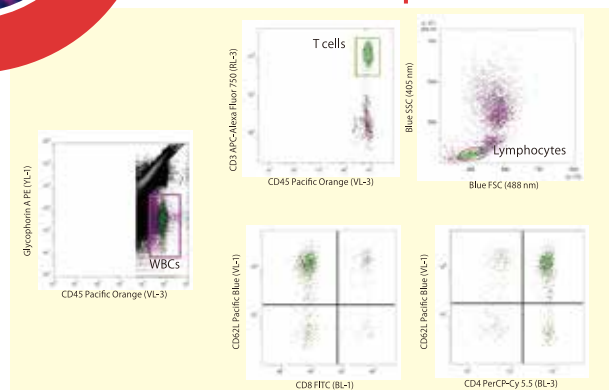 T cells
CD3 APC-Alexa Fluor 750 (RL-3)
CD45 Pacific Orange (VL-3)
Blue SSC (405 nm)
Lymphocytes
Blue FSC (488 nm)
Glycophorin A PE (YL-1)
WBCs
CD45 Pacific Orange (VL-3)
CD62L Pacific Blue (VL-1)
CD8 FITC (BL-1)
CD62L Pacific Blue (VL-1)
CD4 PerCP-Cy 5.5 (BL-3)